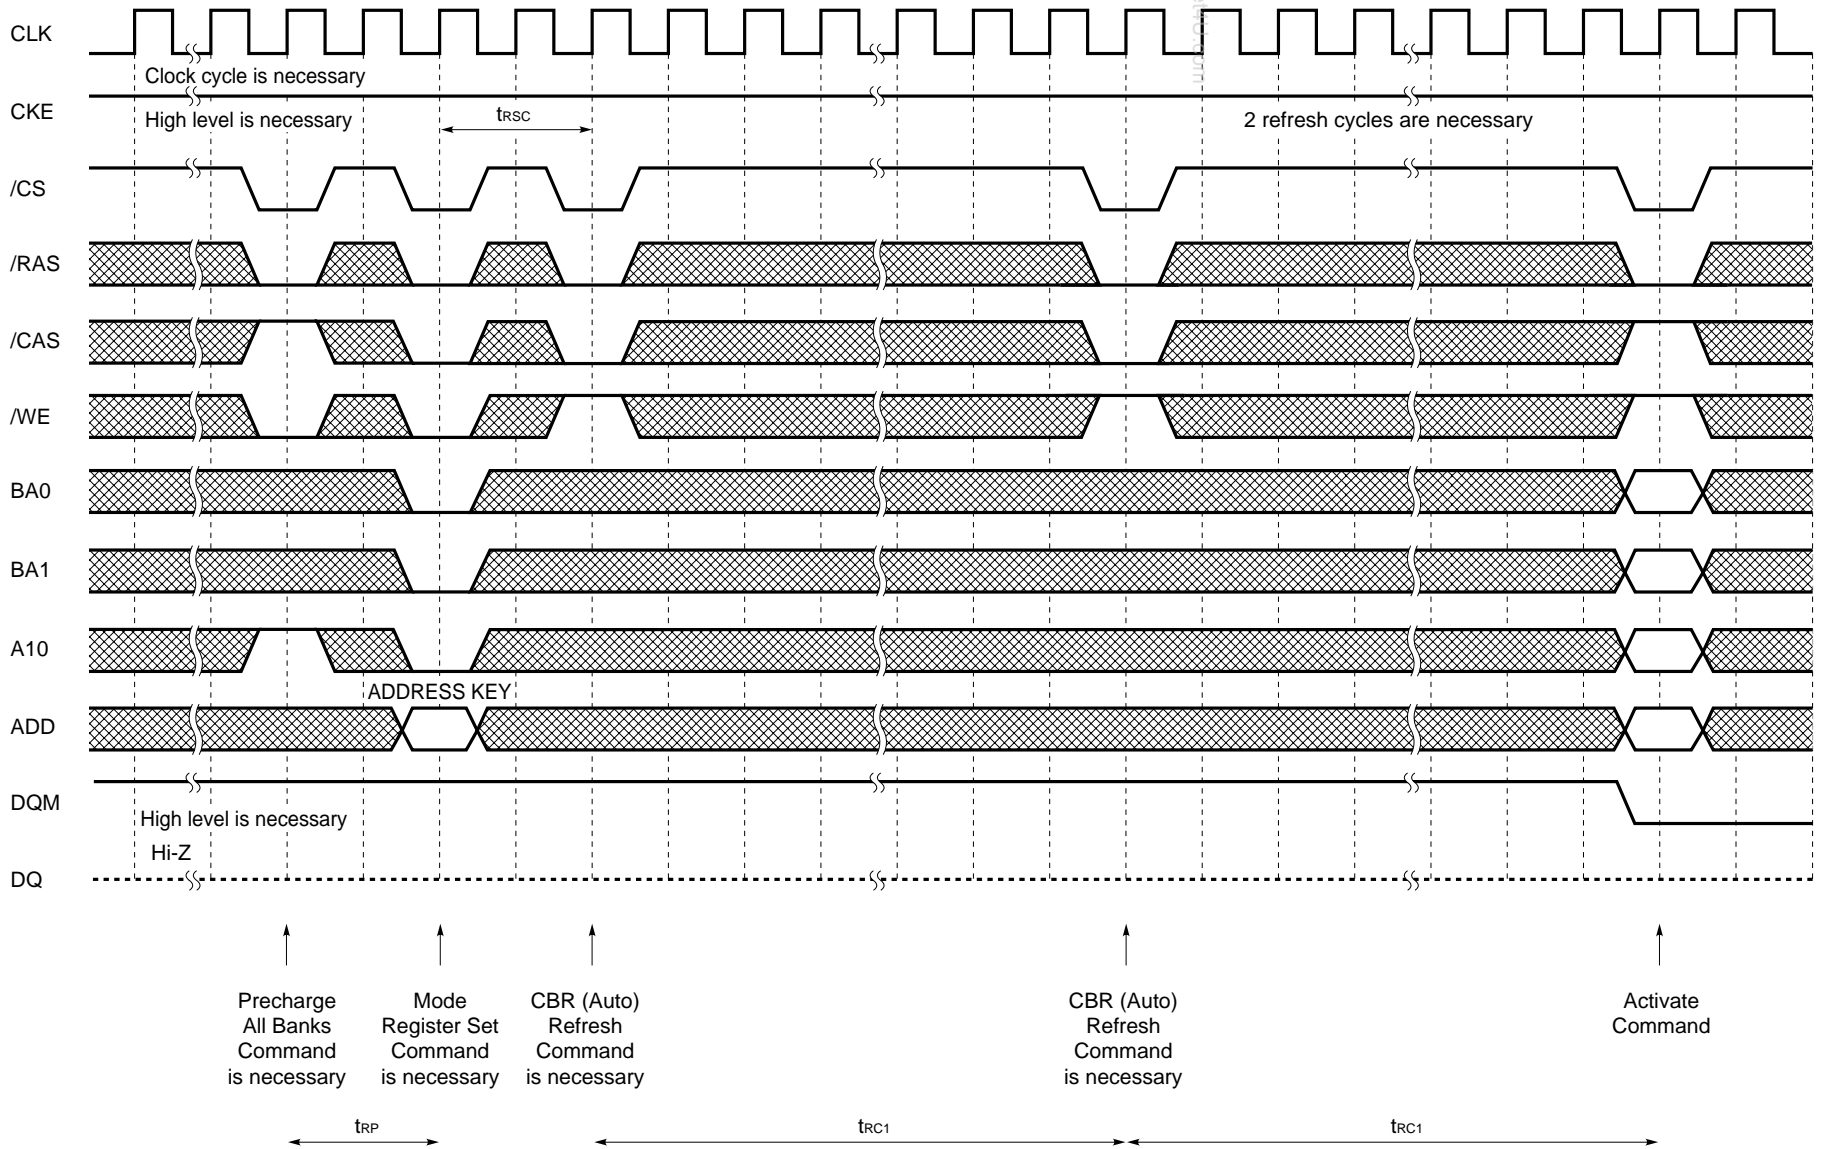 CLK
Clock cycle is necessary
CKE
High level is necessary
tRSC
2 refresh cycles are necessary
/CS
/RAS
/CAS
/WE
BA0
BA1
A10
ADDRESS KEY
ADD
DQM
High level is necessary
Hi-Z
DQ
Precharge
All Banks
Command
is necessary
Mode
Register Set
Command
is necessary
CBR (Auto)
Refresh
Command
is necessary
CBR (Auto)
Refresh
Command
is necessary
Activate
Command
tRP
tRC1
tRC1